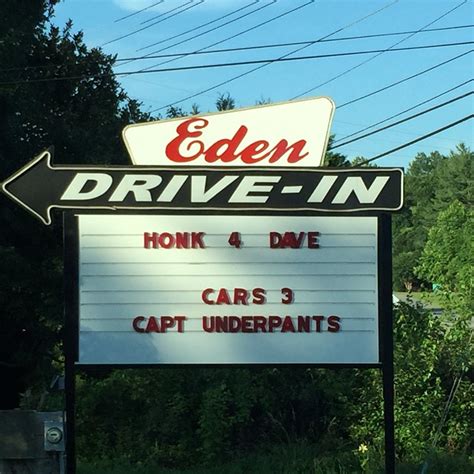 Eden
DRIVE-IN
HONK 4 DAVE
CARS 3
CAPT UNDERPANTS